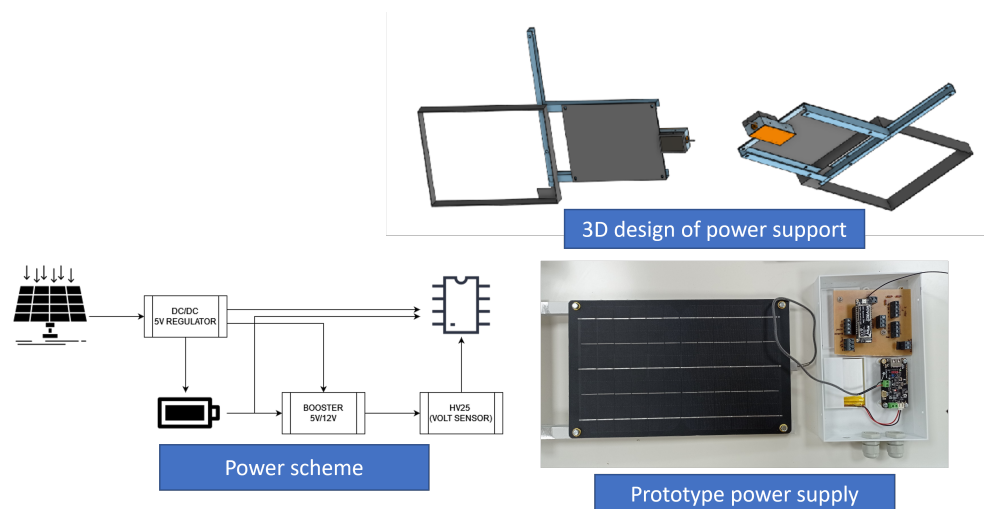 3D design of power support
DC/DC
5V REGULATOR
BOOSTER
5V/12V
HV25
(VOLT SENSOR)
Power scheme
Prototype power supply